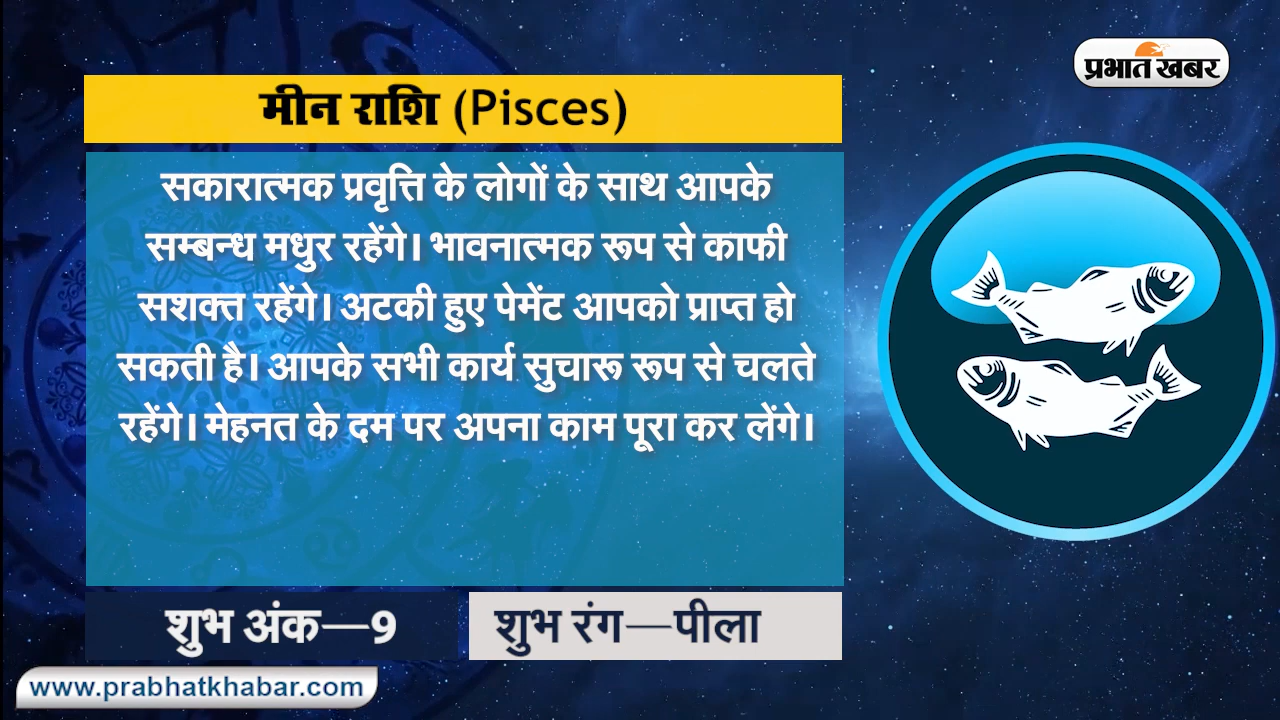 प्रभात खबर
मीन राशि (Pisces)
सकारात्मक प्रवृत्ति के लोगों के साथ आपके
सम्बन्ध मधुर रहेंगे। भावनात्मक रूप से काफी
सशक्त रहेंगे। अटकी हुए पेमेंट आपको प्राप्त हो
सकती है। आपके सभी कार्य सुचारू रूप से चलते
रहेंगे। मेहनत के दम पर अपना काम पूरा कर लेंगे।
शुभ अंक—9
शुभ रंग—पीला
www.prabhatkhabar.com